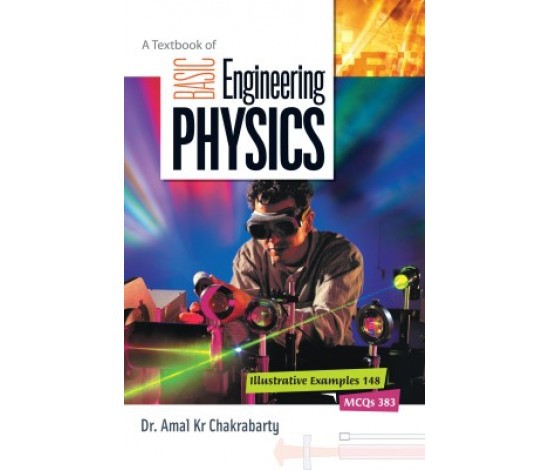 A Textbook of
BASIC Engineering
PHYSICS
Illustrative Examples 148
MCQs 383
Dr. Amal Kr Chakrabarty